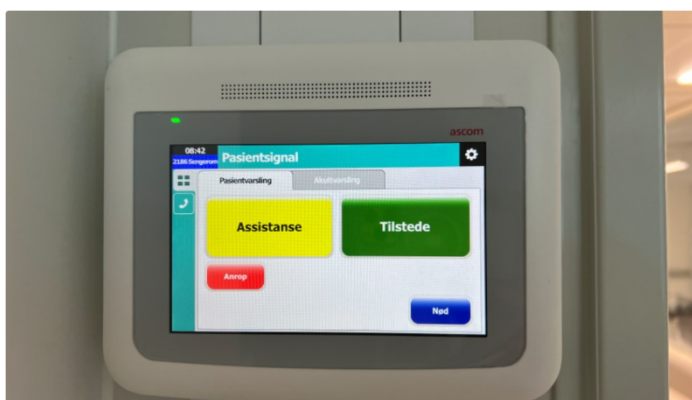 ascom
08:42
2186 Sengerom
Pasientsignal
Pasientvarsling
Akuttvarsling
Assistanse
Tilstede
Anrop
Nød